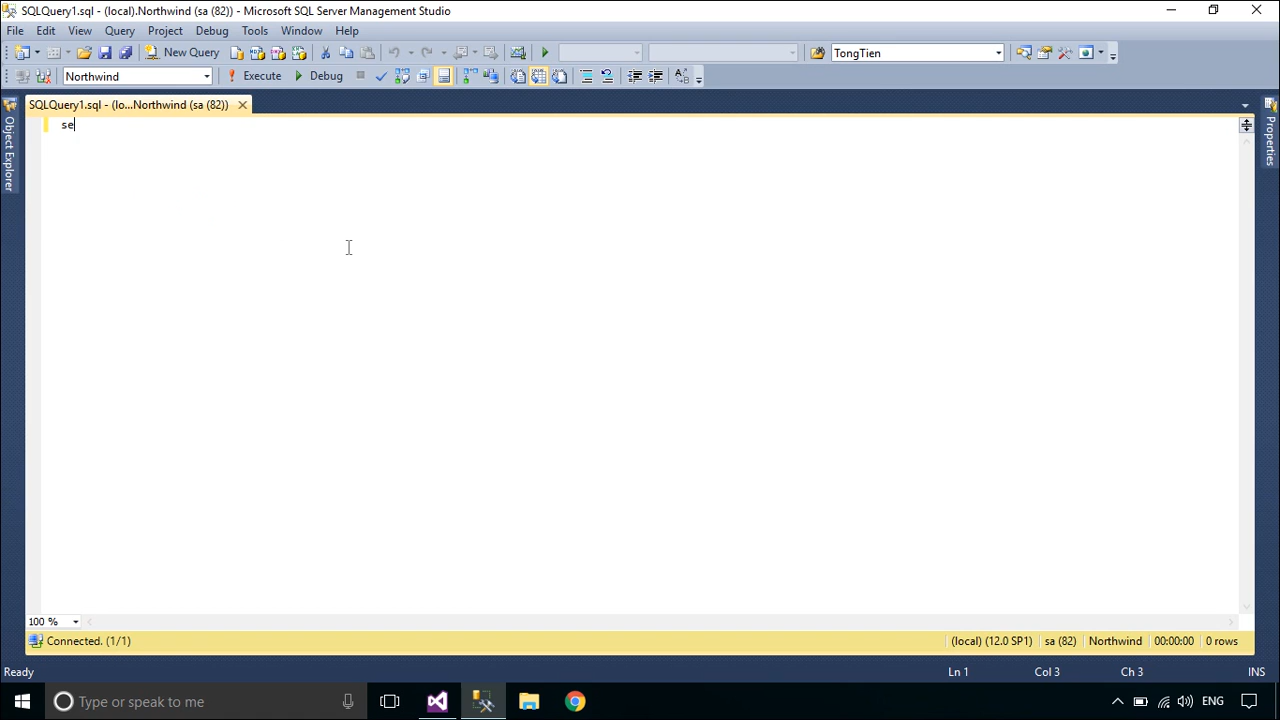 SQLQuery1.sql - (local).Northwind (sa (82)) - Microsoft SQL Server Management Studio
File Edit View Query Project Debug Tools Window Help
New Query TongTien
Northwind ! Execute Debug
SQLQuery1.sql - (lo...Northwind (sa (82))
Object Explorer
Properties
se
100 %
Connected. (1/1) (local) (12.0 SP1) sa (82) Northwind 00:00:00 0 rows
Ready Ln 1 Col 3 Ch 3 INS
Type or speak to me ENG